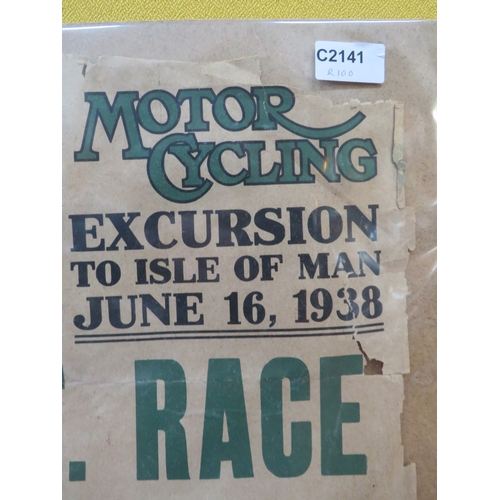 C2141
R100
MOTOR
CYCLING
EXCURSION
TO ISLE OF MAN
JUNE 16, 1938
. RACE